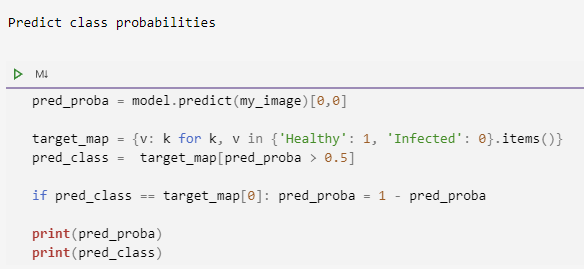 Predict class probabilities
M↓
pred_proba = model.predict(my_image)[0,0]
target_map = {v: k for k, v in {'Healthy': 1, 'Infected': 0}.items()}
pred_class =  target_map[pred_proba > 0.5]
if pred_class == target_map[0]: pred_proba = 1 - pred_proba
print(pred_proba)
print(pred_class)